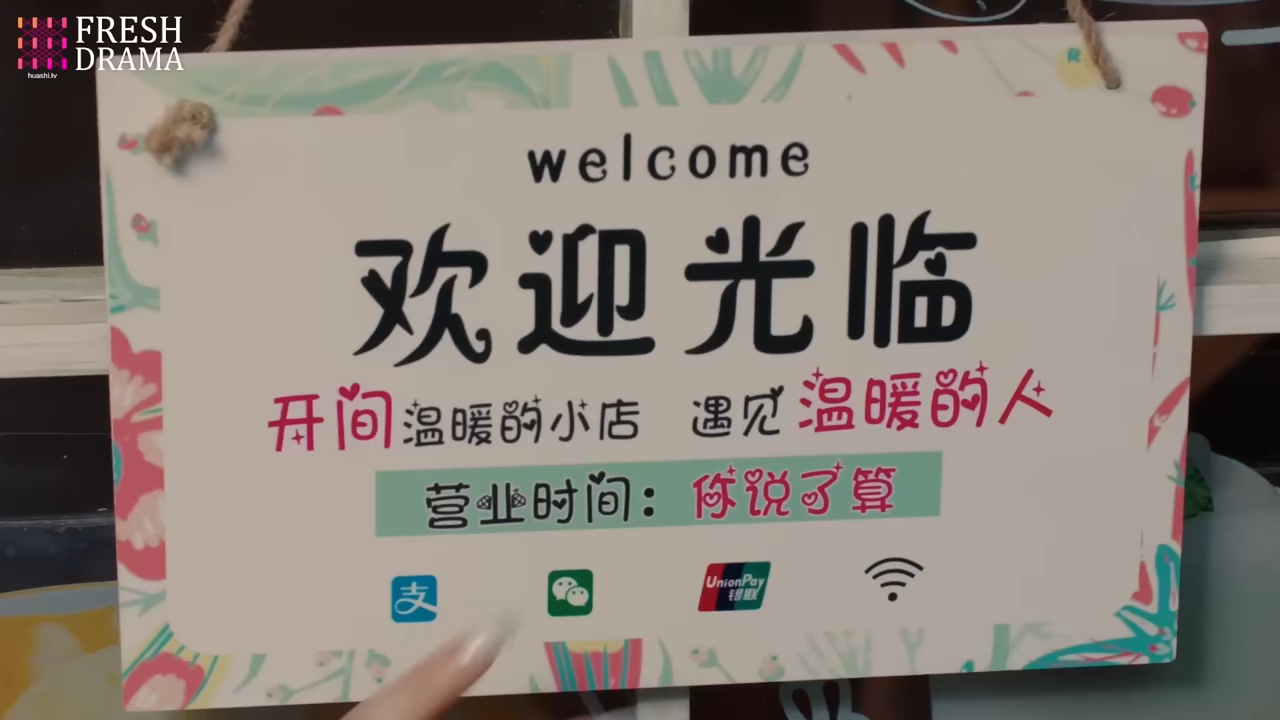 FRESH
DRAMA
huashi.tv
welcome
欢迎光临
开间温暖的小店 遇见温暖的人
营业时间：你说了算
支
UnionPay
银联